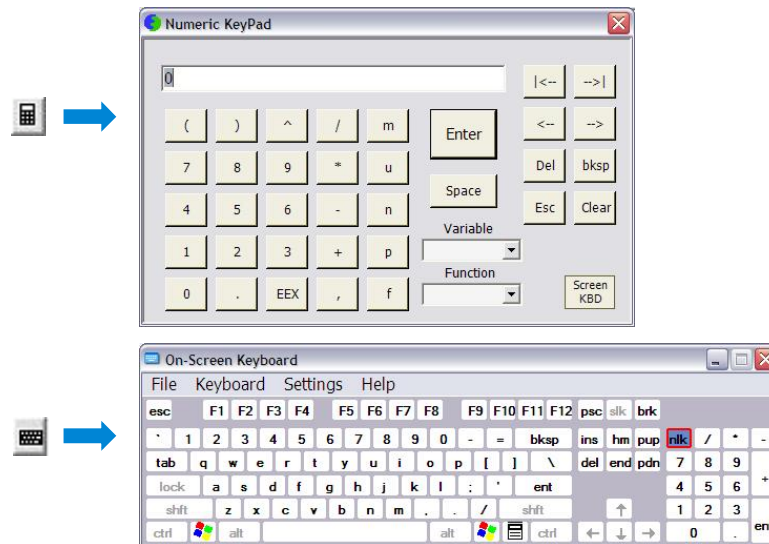 Numeric KeyPad
0
|<-- -->|
( ) ^ / m Enter <-- -->
7 8 9 * u Del bksp
Space
4 5 6 - n Esc Clear
Variable
1 2 3 + p
Function
0 . EEX , f Screen
KBD
On-Screen Keyboard
File Keyboard Settings Help
esc F1 F2 F3 F4 F5 F6 F7 F8 F9 F10 F11 F12 psc slk brk
` 1 2 3 4 5 6 7 8 9 0 - = bksp ins hm pup nlk / * -
tab q w e r t y u i o p [ ] \ del end pdn 7 8 9
lock a s d f g h j k l ; ' ent 4 5 6 +
shft z x c v b n m , . / shft ↑ 1 2 3
ctrl alt alt ctrl ← ↓ → 0 . en